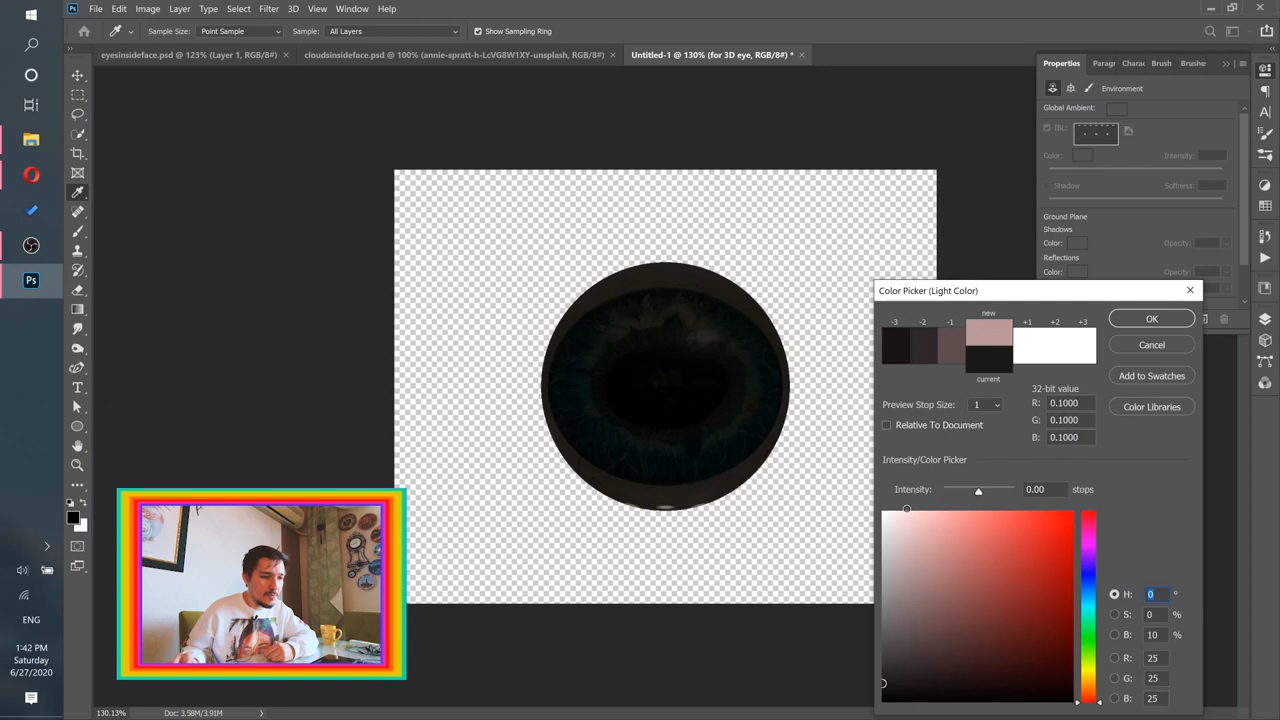 Ps File Edit Image Layer Type Select Filter 3D View Window Help
Sample Size: Point Sample Sample: All Layers Show Sampling Ring
eyesinsideface.psd @ 123% (Layer 1, RGB/8#) × cloudsinsideface.psd @ 100% (annie-spratt-h-LcVG8W1XY-unsplash, RGB/8#) × Untitled-1 @ 130% (for 3D eye, RGB/8#) * ×
Properties Paragr Charac Brush Brushe
Environment
Global Ambient:
IBL:
Color: Intensity:
Shadow Softness:
Ground Plane
Shadows
Color: Opacity:
Reflections
Color: Opacity:
Color Picker (Light Color)
new
-3 -2 -1 +1 +2 +3
current
OK
Cancel
Add to Swatches
Color Libraries
32-bit value
Preview Stop Size: 1
R: 0.1000
G: 0.1000
B: 0.1000
Relative To Document
Intensity/Color Picker
Intensity: 0.00 stops
H: 0 °
S: 0 %
B: 10 %
R: 25
G: 25
B: 25
Ps
ENG
1:42 PM
Saturday
6/27/2020
130.13% Doc: 3.58M/3.91M